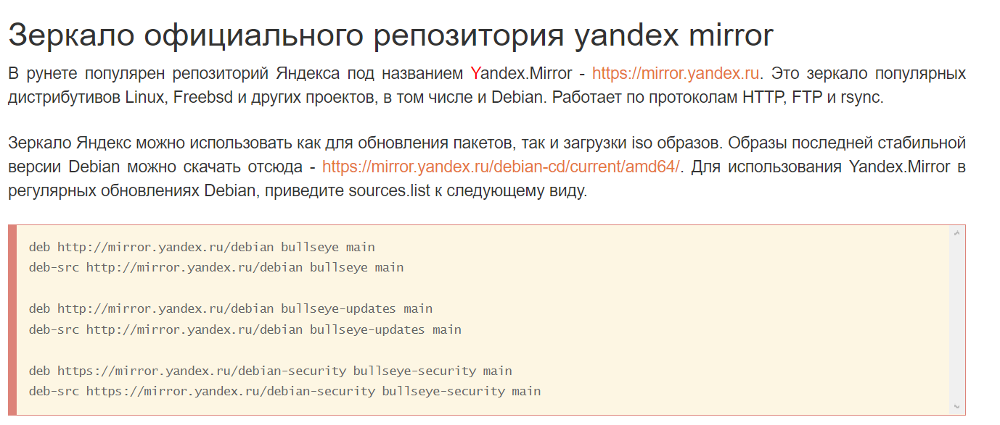 Зеркало официального репозитория yandex mirror
В рунете популярен репозиторий Яндекса под названием Yandex.Mirror - https://mirror.yandex.ru. Это зеркало популярных
дистрибутивов Linux, Freebsd и других проектов, в том числе и Debian. Работает по протоколам HTTP, FTP и rsync.
Зеркало Яндекс можно использовать как для обновления пакетов, так и загрузки iso образов. Образы последней стабильной
версии Debian можно скачать отсюда - https://mirror.yandex.ru/debian-cd/current/amd64/. Для использования Yandex.Mirror в
регулярных обновлениях Debian, приведите sources.list к следующему виду.
deb http://mirror.yandex.ru/debian bullseye main
deb-src http://mirror.yandex.ru/debian bullseye main
deb http://mirror.yandex.ru/debian bullseye-updates main
deb-src http://mirror.yandex.ru/debian bullseye-updates main
deb https://mirror.yandex.ru/debian-security bullseye-security main
deb-src https://mirror.yandex.ru/debian-security bullseye-security main